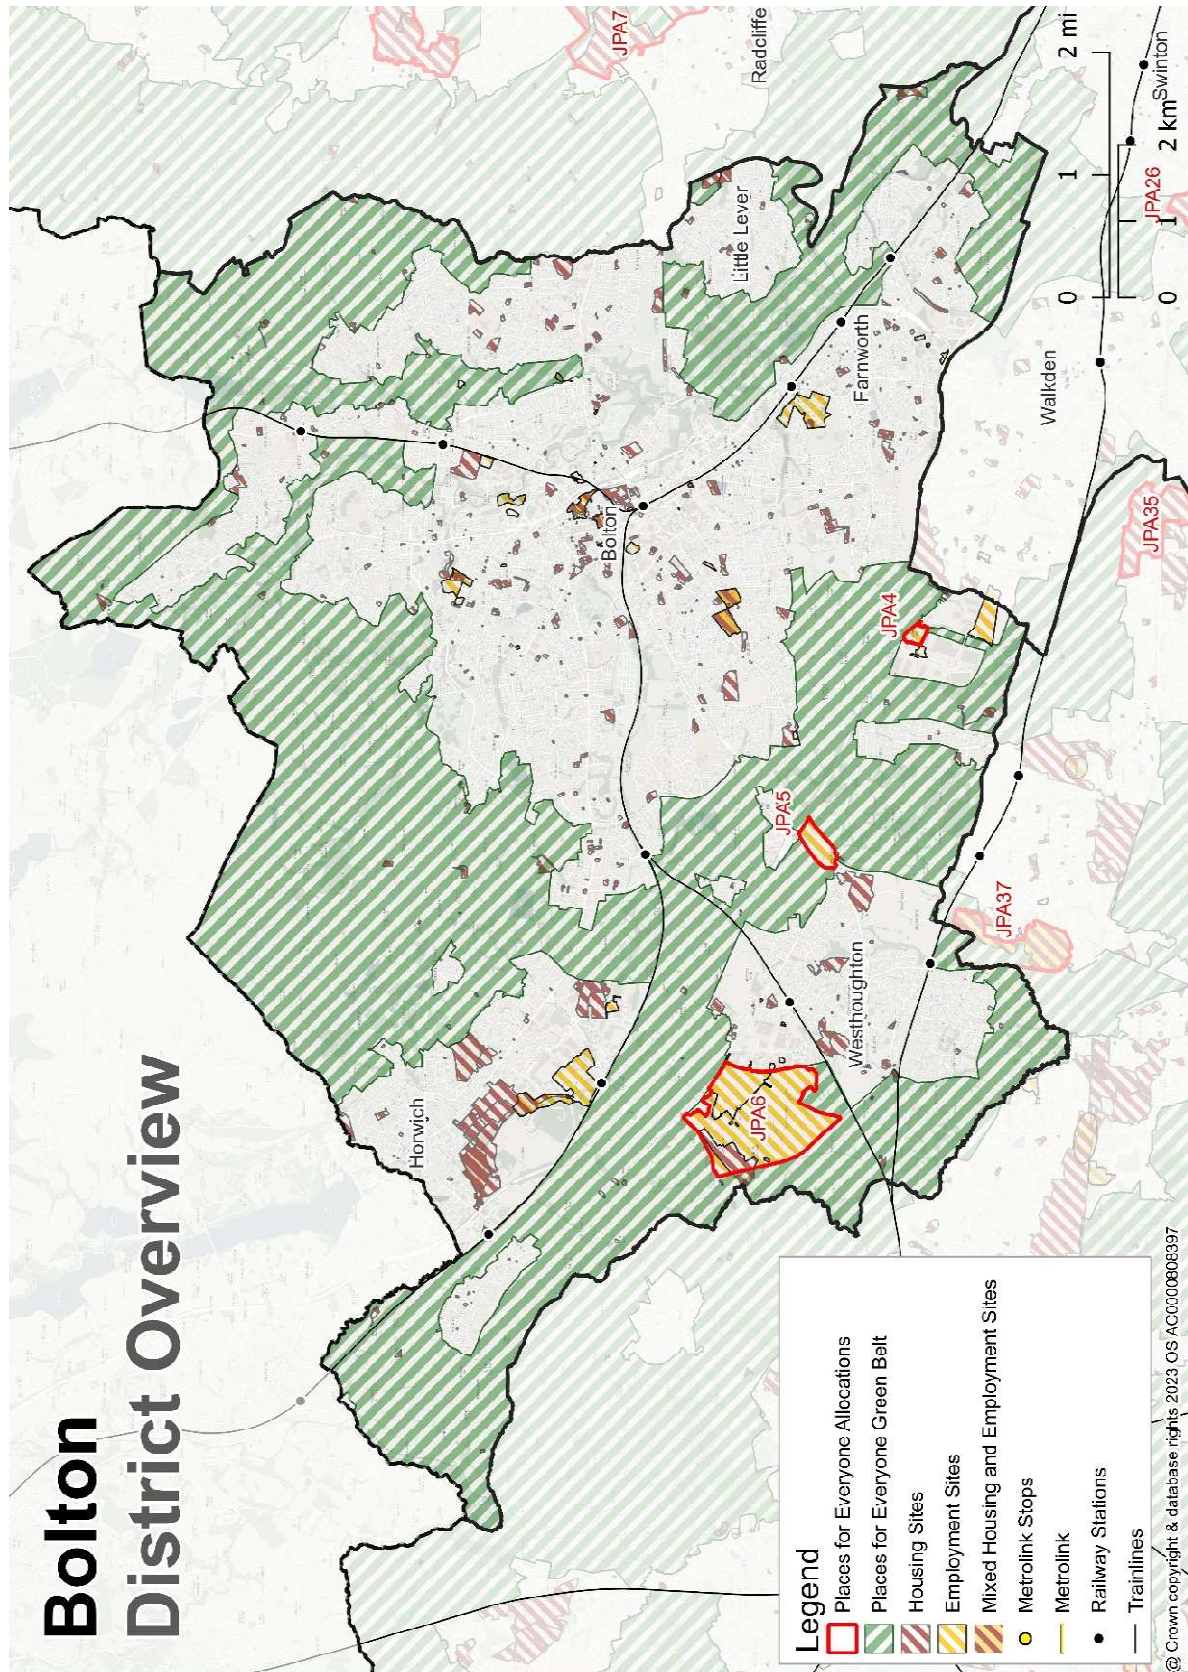 Bolton
District Overview
Legend
Places for Everyone Allocations
Places for Everyone Green Belt
Housing Sites
Employment Sites
Mixed Housing and Employment Sites
Metrolink Stops
Metrolink
Railway Stations
Trainlines
@ Crown copyright & database rights 2023 OS AC0000808397
Horwich
Bolton
Little Lever
Radcliffe
JPA7
Farnworth
Walkden
Swinton
Westhoughton
JPA6
JPA5
JPA4
JPA37
JPA35
JPA26
0 1 2 mi
0 1 2 km